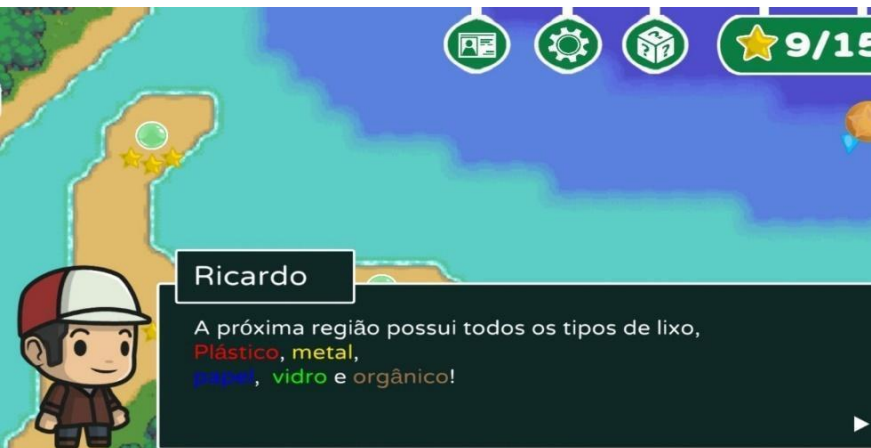 9/15
Ricardo
A próxima região possui todos os tipos de lixo,
Plástico, metal,
papel, vidro e orgânico!